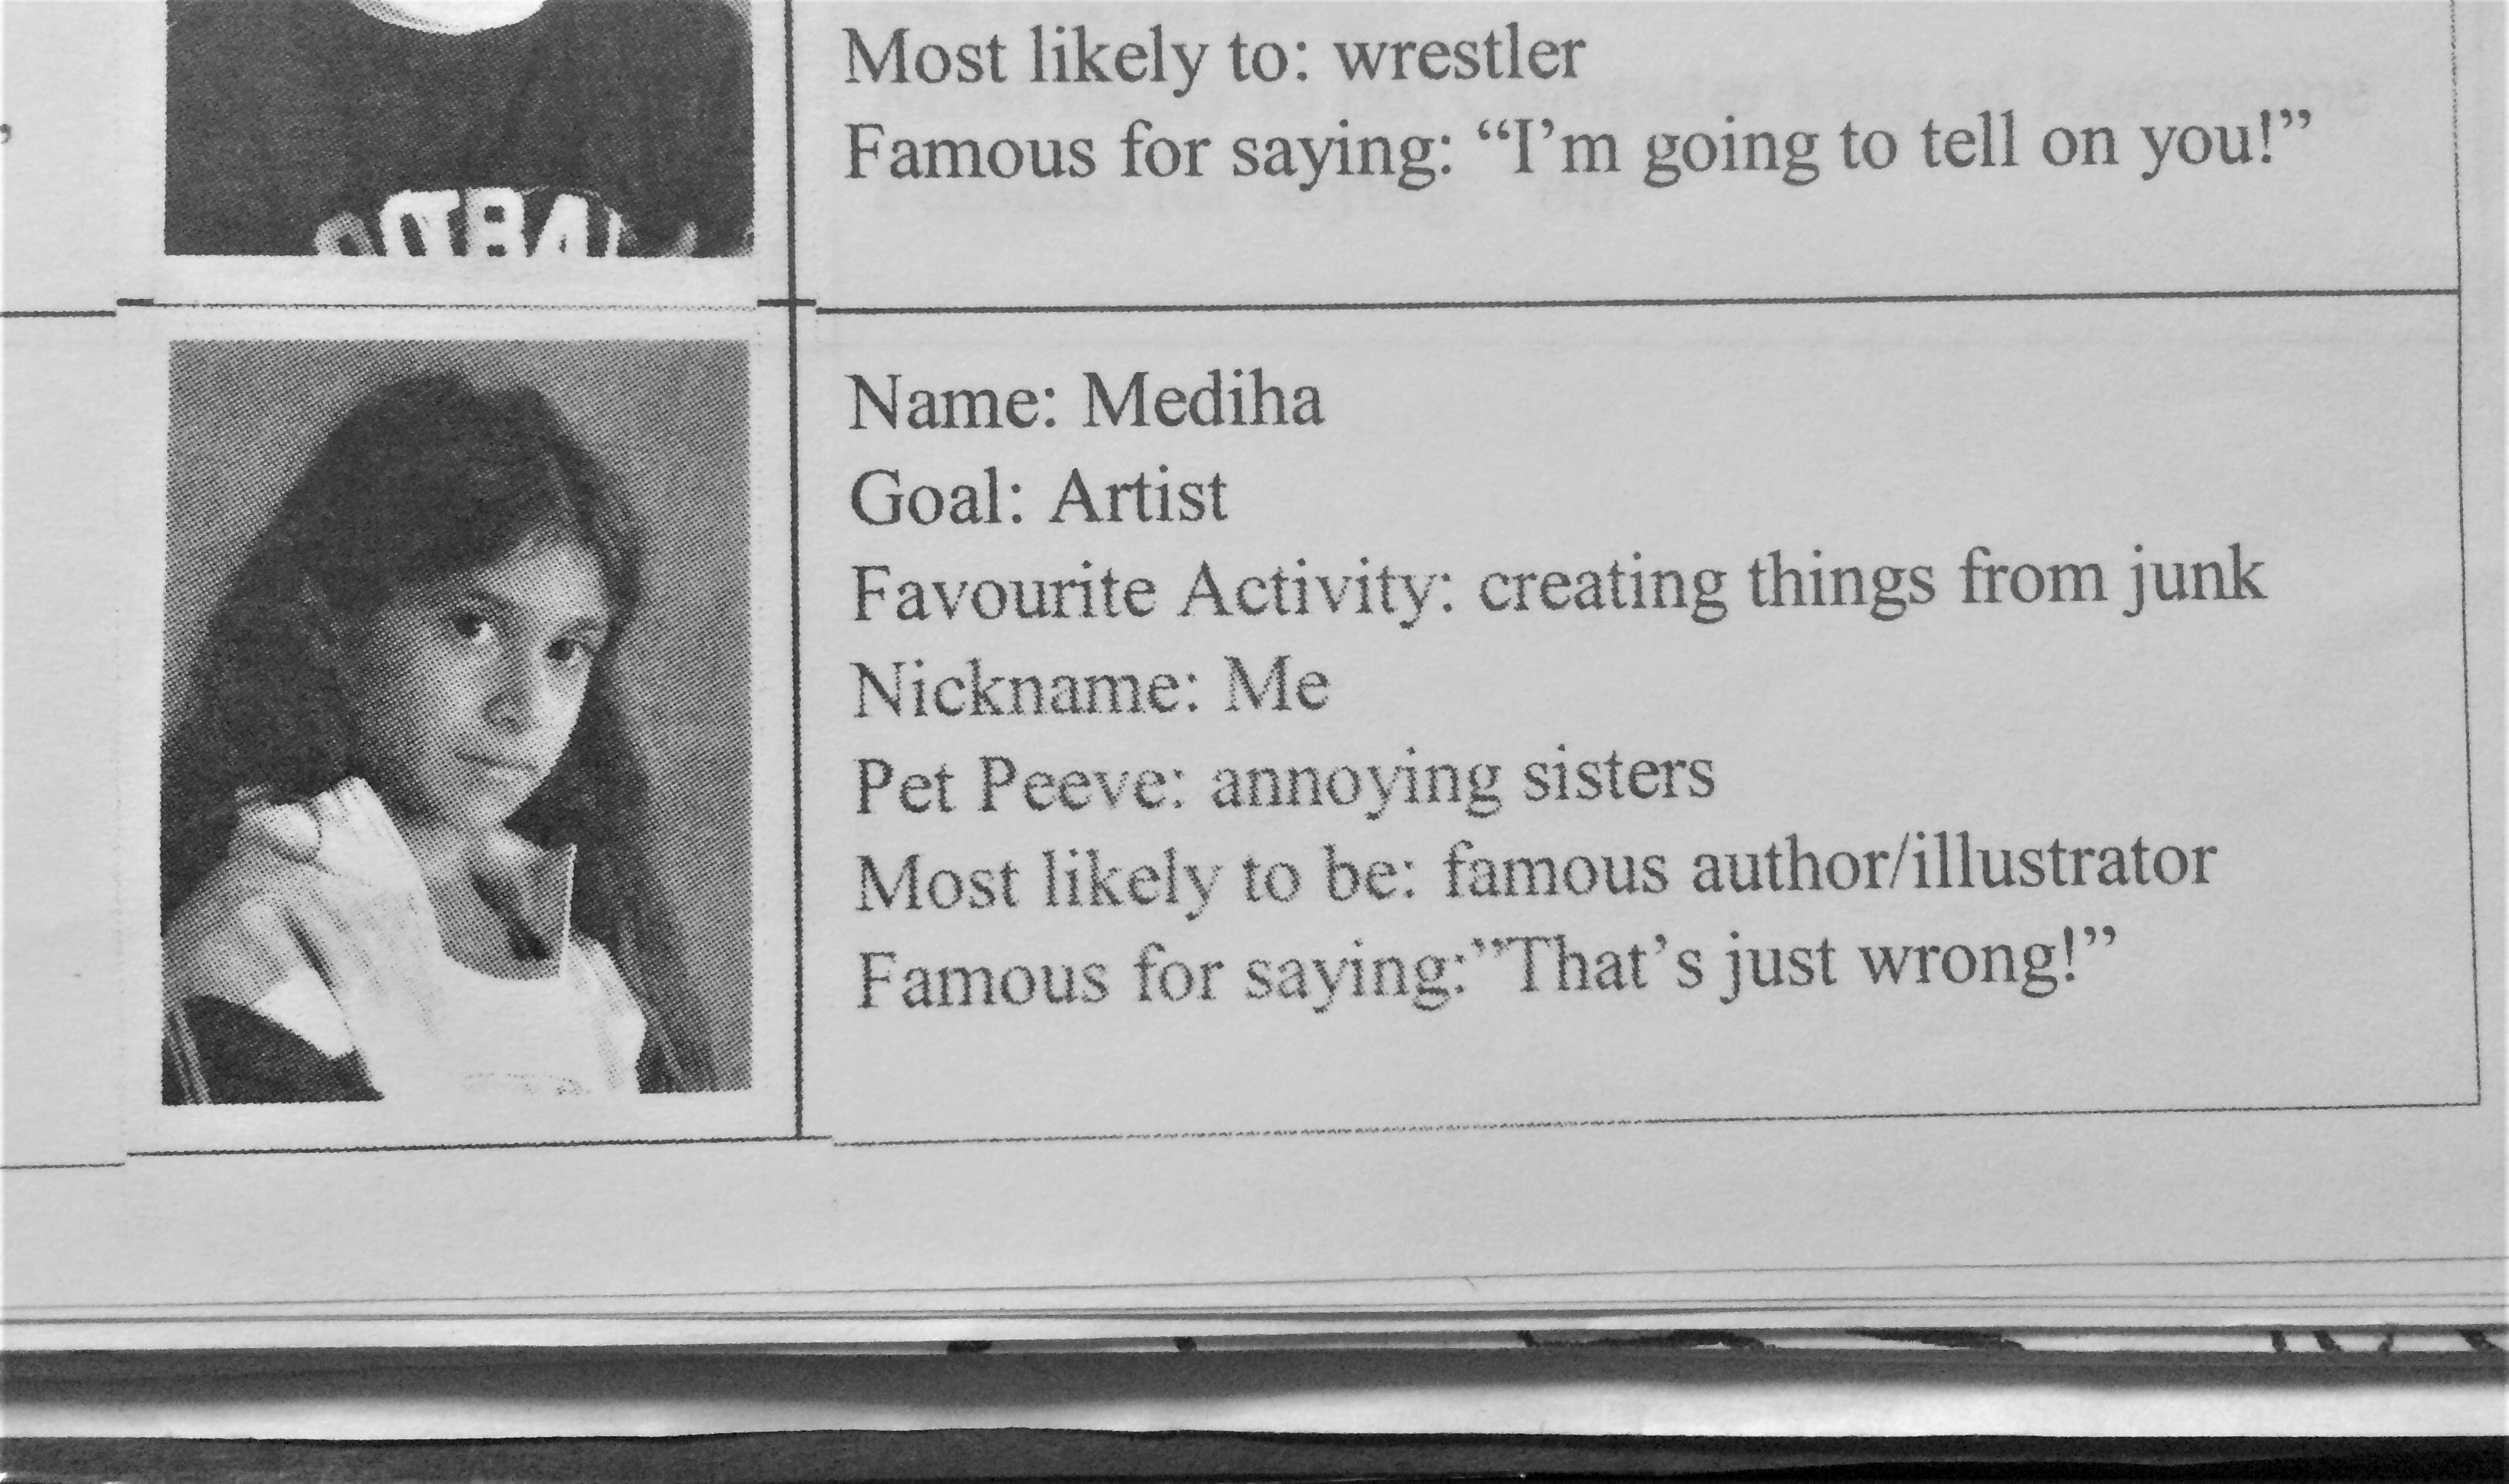 Most likely to: wrestler
Famous for saying: “I’m going to tell on you!”
Name: Mediha
Goal: Artist
Favourite Activity: creating things from junk
Nickname: Me
Pet Peeve: annoying sisters
Most likely to be: famous author/illustrator
Famous for saying:”That’s just wrong!”